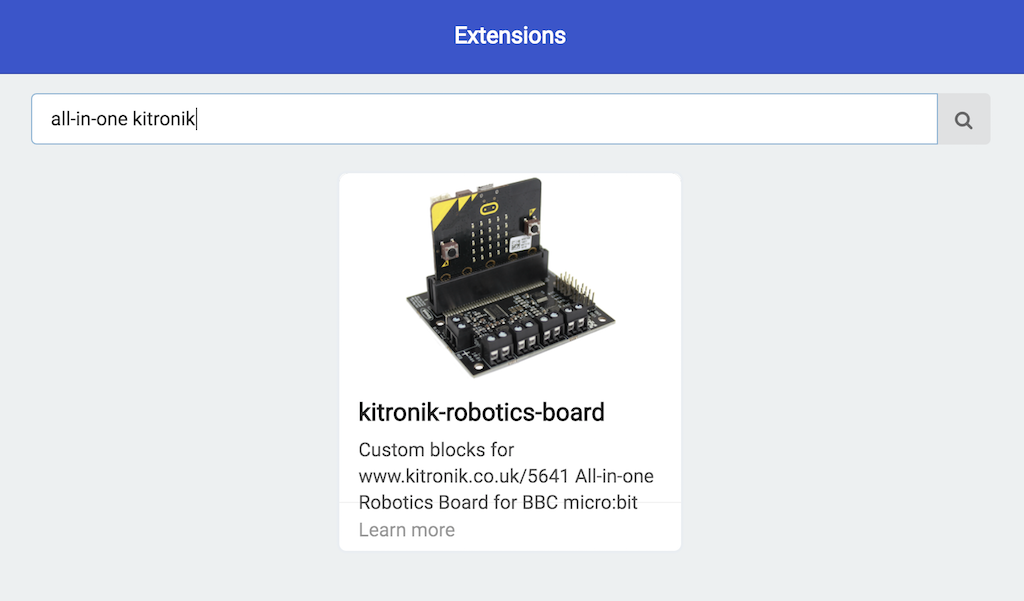 Extensions
all-in-one kitronik
kitronik-robotics-board
Custom blocks for
www.kitronik.co.uk/5641 All-in-one
Robotics Board for BBC micro:bit
Learn more